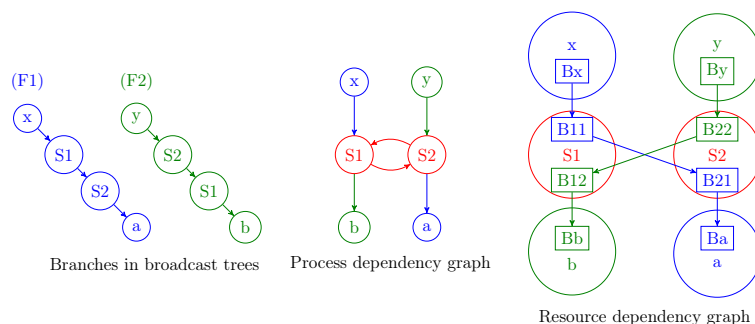 (F1)
x
S1
S2
a
(F2)
y
S2
S1
b
Branches in broadcast trees
x
y
S1
S2
b
a
Process dependency graph
x
Bx
y
By
B11
S1
B12
B22
S2
B21
Bb
b
Ba
a
Resource dependency graph